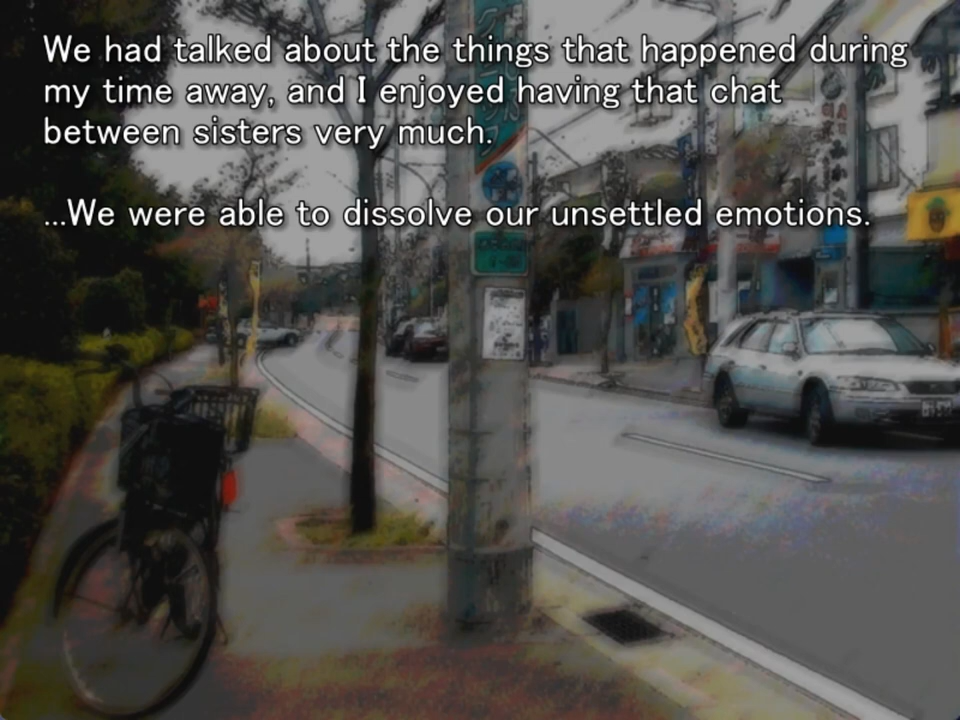 We had talked about the things that happened during
my time away, and I enjoyed having that chat
between sisters very much.
...We were able to dissolve our unsettled emotions.